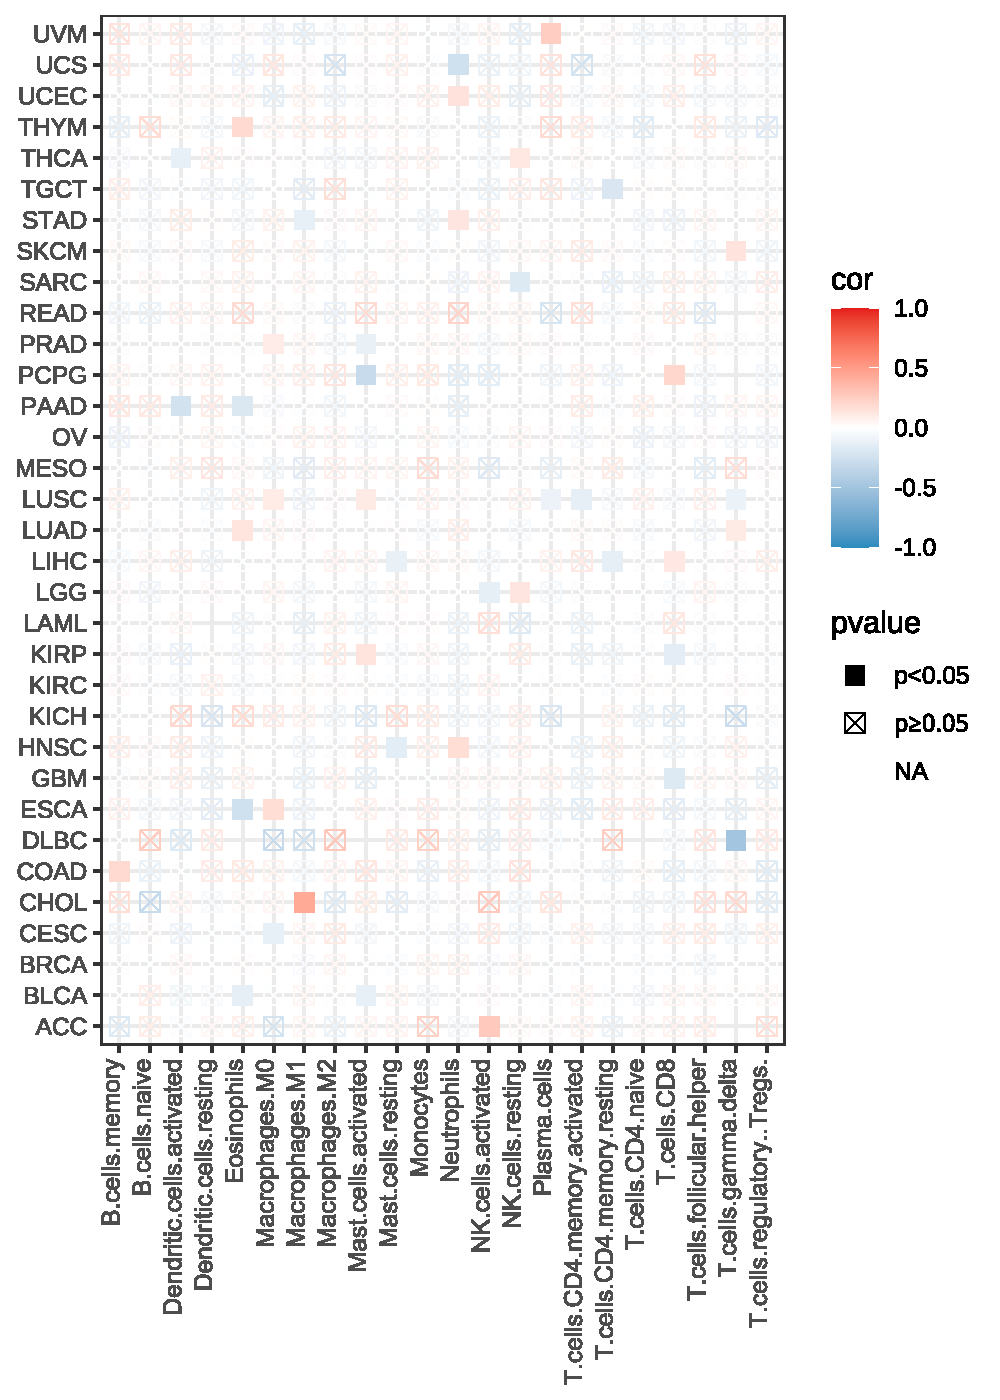 UVM
UCS
UCEC
THYM
THCA
TGCT
STAD
SKCM
SARC
READ
PRAD
PCPG
PAAD
OV
MESO
LUSC
LUAD
LIHC
LGG
LAML
KIRP
KIRC
KICH
HNSC
GBM
ESCA
DLBC
COAD
CHOL
CESC
BRCA
BLCA
ACC
B.cells.memory
B.cells.naive
Dendritic.cells.activated
Dendritic.cells.resting
Eosinophils
Macrophages.M0
Macrophages.M1
Macrophages.M2
Mast.cells.activated
Mast.cells.resting
Monocytes
Neutrophils
NK.cells.activated
NK.cells.resting
Plasma.cells
T.cells.CD4.memory.activated
T.cells.CD4.memory.resting
T.cells.CD4.naive
T.cells.CD8
T.cells.follicular.helper
T.cells.gamma.delta
T.cells.regulatory..Tregs.
cor
1.0
0.5
0.0
-0.5
-1.0
pvalue
p<0.05
p≥0.05
NA